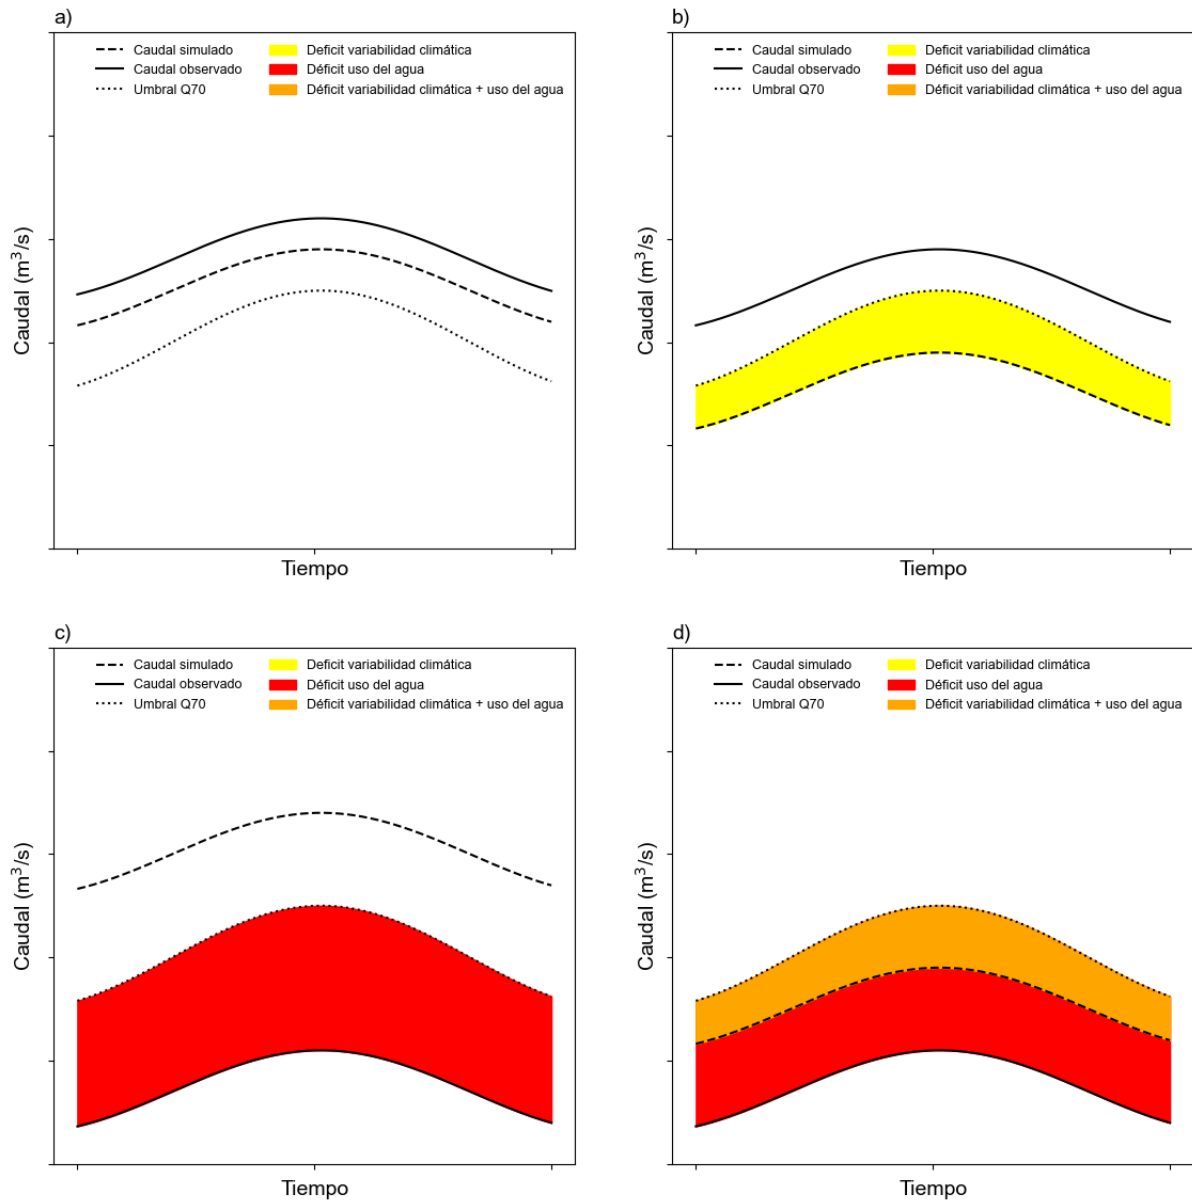 a)
Caudal simulado
Caudal observado
Umbral Q70
Deficit variabilidad climática
Déficit uso del agua
Déficit variabilidad climática + uso del agua
Caudal (m³/s)
Tiempo
b)
Caudal simulado
Caudal observado
Umbral Q70
Deficit variabilidad climática
Déficit uso del agua
Déficit variabilidad climática + uso del agua
Caudal (m³/s)
Tiempo
c)
Caudal simulado
Caudal observado
Umbral Q70
Deficit variabilidad climática
Déficit uso del agua
Déficit variabilidad climática + uso del agua
Caudal (m³/s)
Tiempo
d)
Caudal simulado
Caudal observado
Umbral Q70
Deficit variabilidad climática
Déficit uso del agua
Déficit variabilidad climática + uso del agua
Caudal (m³/s)
Tiempo